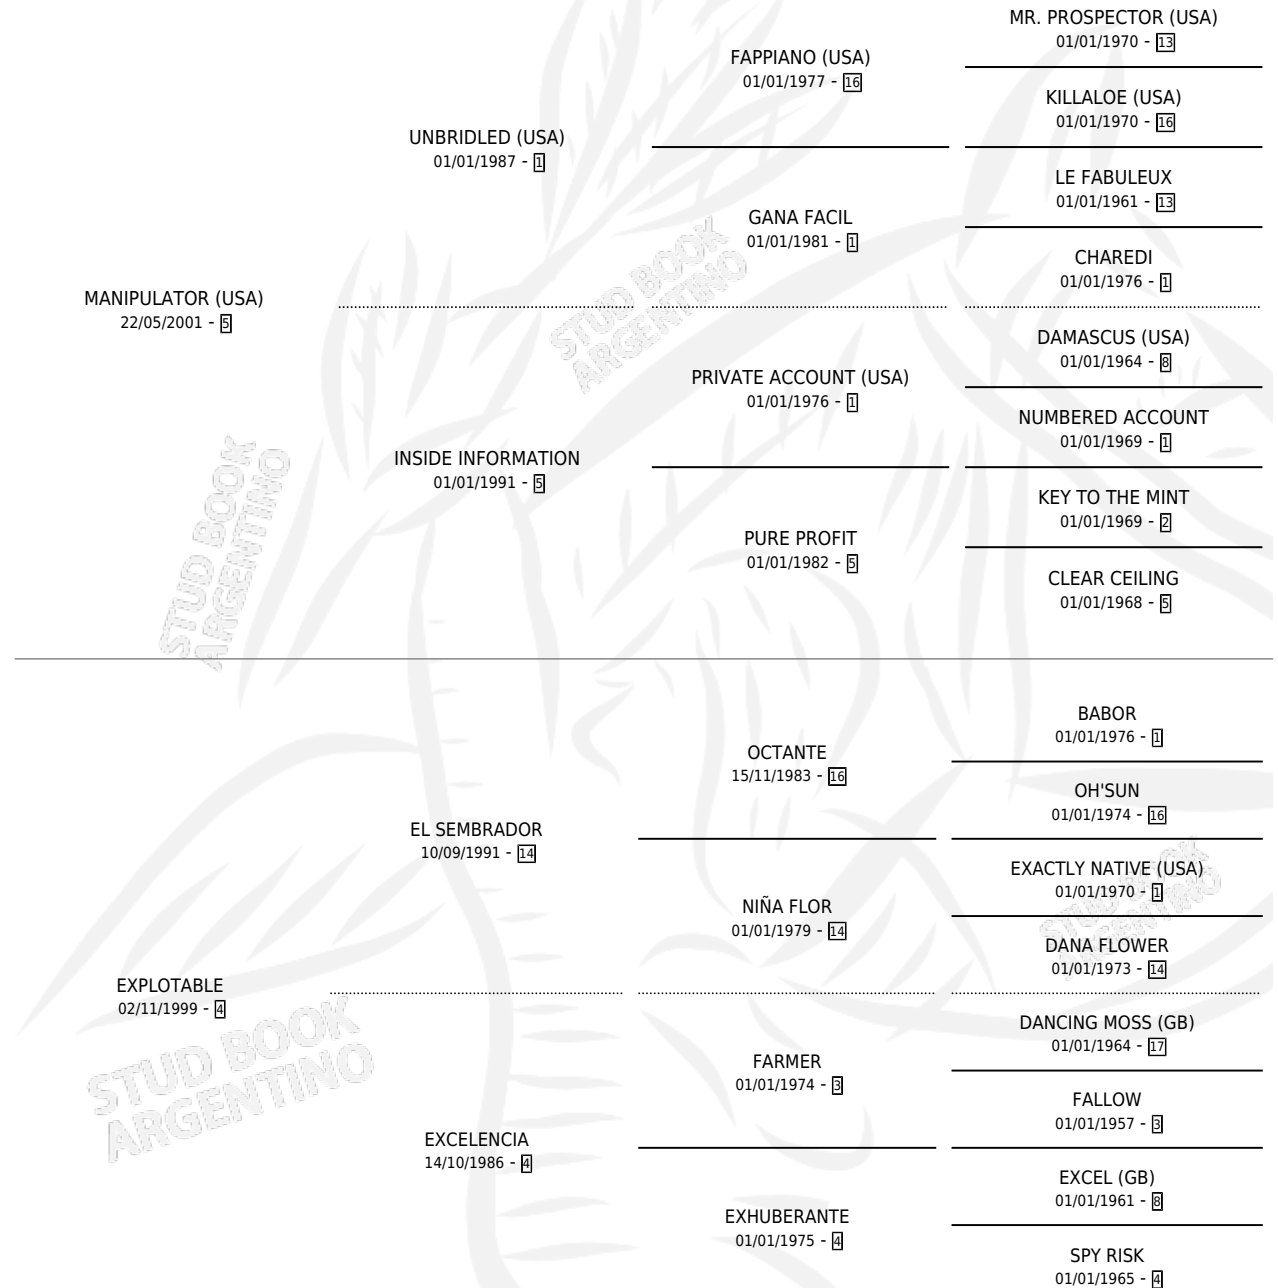 MR. PROSPECTOR (USA)
01/01/1970 - 13
FAPPIANO (USA)
01/01/1977 - 16
KILLALOE (USA)
01/01/1970 - 16
UNBRIDLED (USA)
01/01/1987 - 1
LE FABULEUX
01/01/1961 - 13
GANA FACIL
01/01/1981 - 1
CHAREDI
01/01/1976 - 1
MANIPULATOR (USA)
22/05/2001 - 5
DAMASCUS (USA)
01/01/1964 - 8
PRIVATE ACCOUNT (USA)
01/01/1976 - 1
NUMBERED ACCOUNT
01/01/1969 - 1
INSIDE INFORMATION
01/01/1991 - 5
KEY TO THE MINT
01/01/1969 - 2
PURE PROFIT
01/01/1982 - 5
CLEAR CEILING
01/01/1968 - 5
STUD BOOK
ARGENTINO
STUD BOOK
ARGENTINO
BABOR
01/01/1976 - 1
OCTANTE
15/11/1983 - 16
OH'SUN
01/01/1974 - 16
EL SEMBRADOR
10/09/1991 - 14
EXACTLY NATIVE (USA)
01/01/1970 - 1
NIÑA FLOR
01/01/1979 - 14
DANA FLOWER
01/01/1973 - 14
EXPLOTABLE
02/11/1999 - 4
DANCING MOSS (GB)
01/01/1964 - 17
FARMER
01/01/1974 - 3
FALLOW
01/01/1957 - 3
EXCELENCIA
14/10/1986 - 4
EXCEL (GB)
01/01/1961 - 8
EXHUBERANTE
01/01/1975 - 4
SPY RISK
01/01/1965 - 4
STUD BOOK
ARGENTINO
STUD BOOK
ARGENTINO